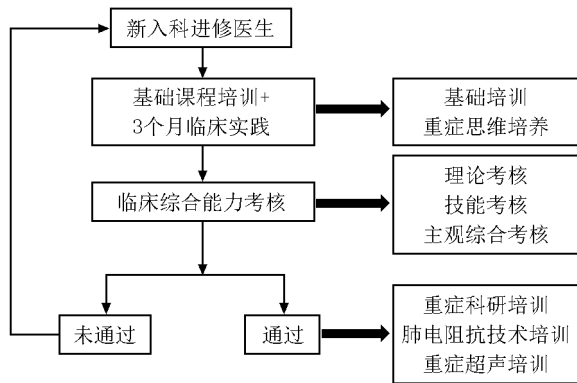 新入科进修医生
基础课程培训+
3个月临床实践
基础培训
重症思维培养
临床综合能力考核
理论考核
技能考核
主观综合考核
未通过
通过
重症科研培训
肺电阻抗技术培训
重症超声培训